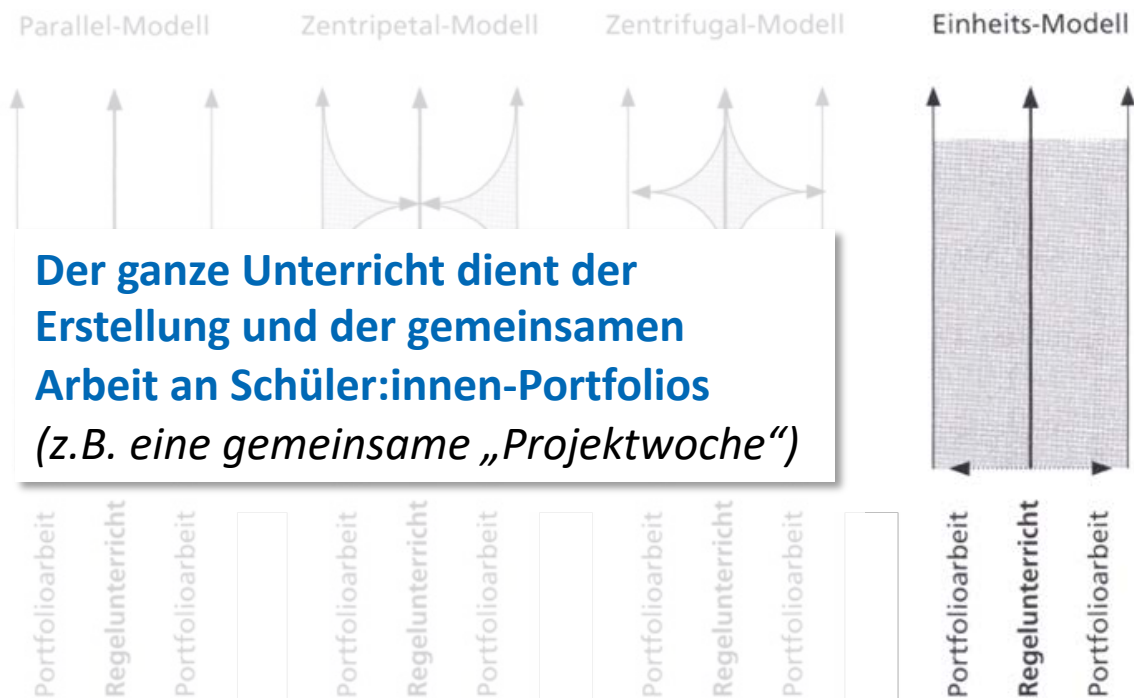 Parallel-Modell
Zentripetal-Modell
Zentrifugal-Modell
Einheits-Modell
Der ganze Unterricht dient der
Erstellung und der gemeinsamen
Arbeit an Schüler:innen-Portfolios
(z.B. eine gemeinsame „Projektwoche“)
Portfolioarbeit
Regelunterricht
Portfolioarbeit
Portfolioarbeit
Regelunterricht
Portfolioarbeit
Portfolioarbeit
Regelunterricht
Portfolioarbeit
Portfolioarbeit
Regelunterricht
Portfolioarbeit